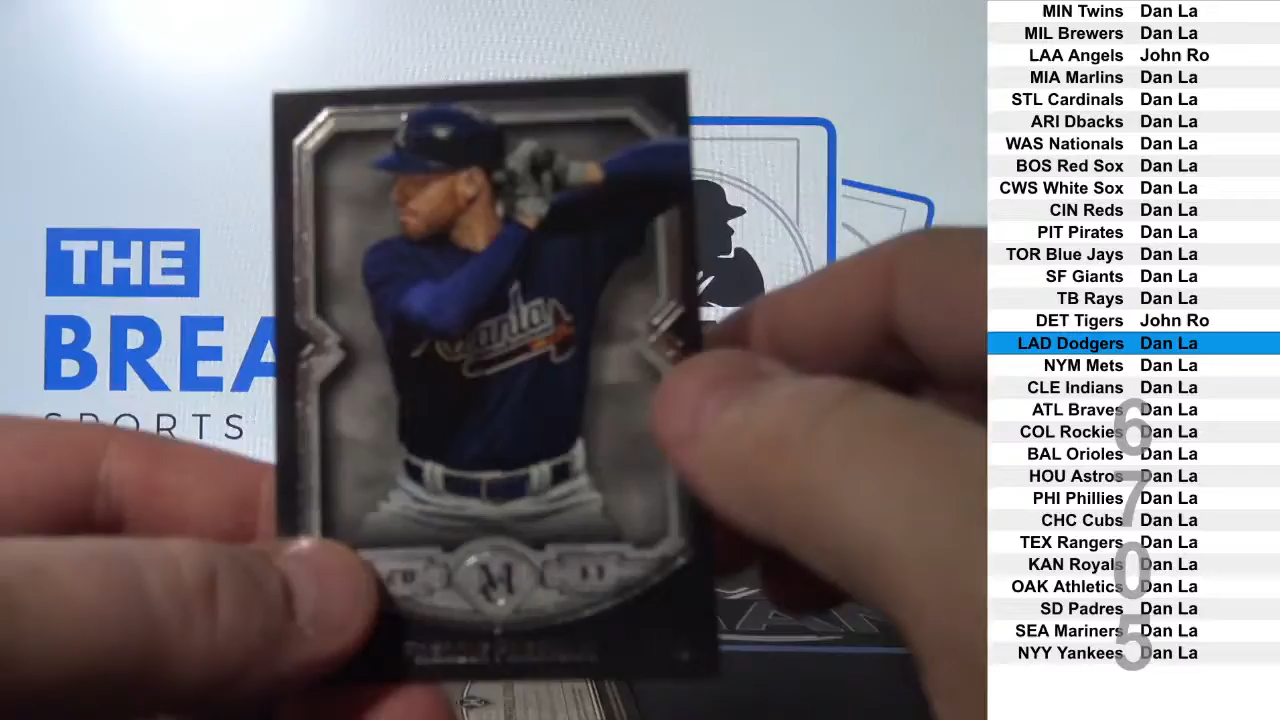 THE
BREA
SPORTS
Atlanta
20 17
FREDDIE FREEMAN
MIN Twins Dan La
MIL Brewers Dan La
LAA Angels John Ro
MIA Marlins Dan La
STL Cardinals Dan La
ARI Dbacks Dan La
WAS Nationals Dan La
BOS Red Sox Dan La
CWS White Sox Dan La
CIN Reds Dan La
PIT Pirates Dan La
TOR Blue Jays Dan La
SF Giants Dan La
TB Rays Dan La
DET Tigers John Ro
LAD Dodgers Dan La
NYM Mets Dan La
CLE Indians Dan La
ATL Braves Dan La
COL Rockies Dan La
BAL Orioles Dan La
HOU Astros Dan La
PHI Phillies Dan La
CHC Cubs Dan La
TEX Rangers Dan La
KAN Royals Dan La
OAK Athletics Dan La
SD Padres Dan La
SEA Mariners Dan La
NYY Yankees Dan La
6705